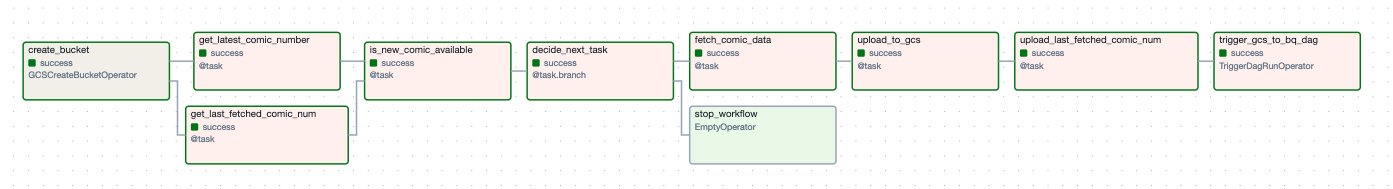 create_bucket
success
GCSCreateBucketOperator
get_latest_comic_number
success
@task
get_last_fetched_comic_num
success
@task
is_new_comic_available
success
@task
decide_next_task
success
@task.branch
fetch_comic_data
success
@task
stop_workflow
EmptyOperator
upload_to_gcs
success
@task
upload_last_fetched_comic_num
success
@task
trigger_gcs_to_bq_dag
success
TriggerDagRunOperator